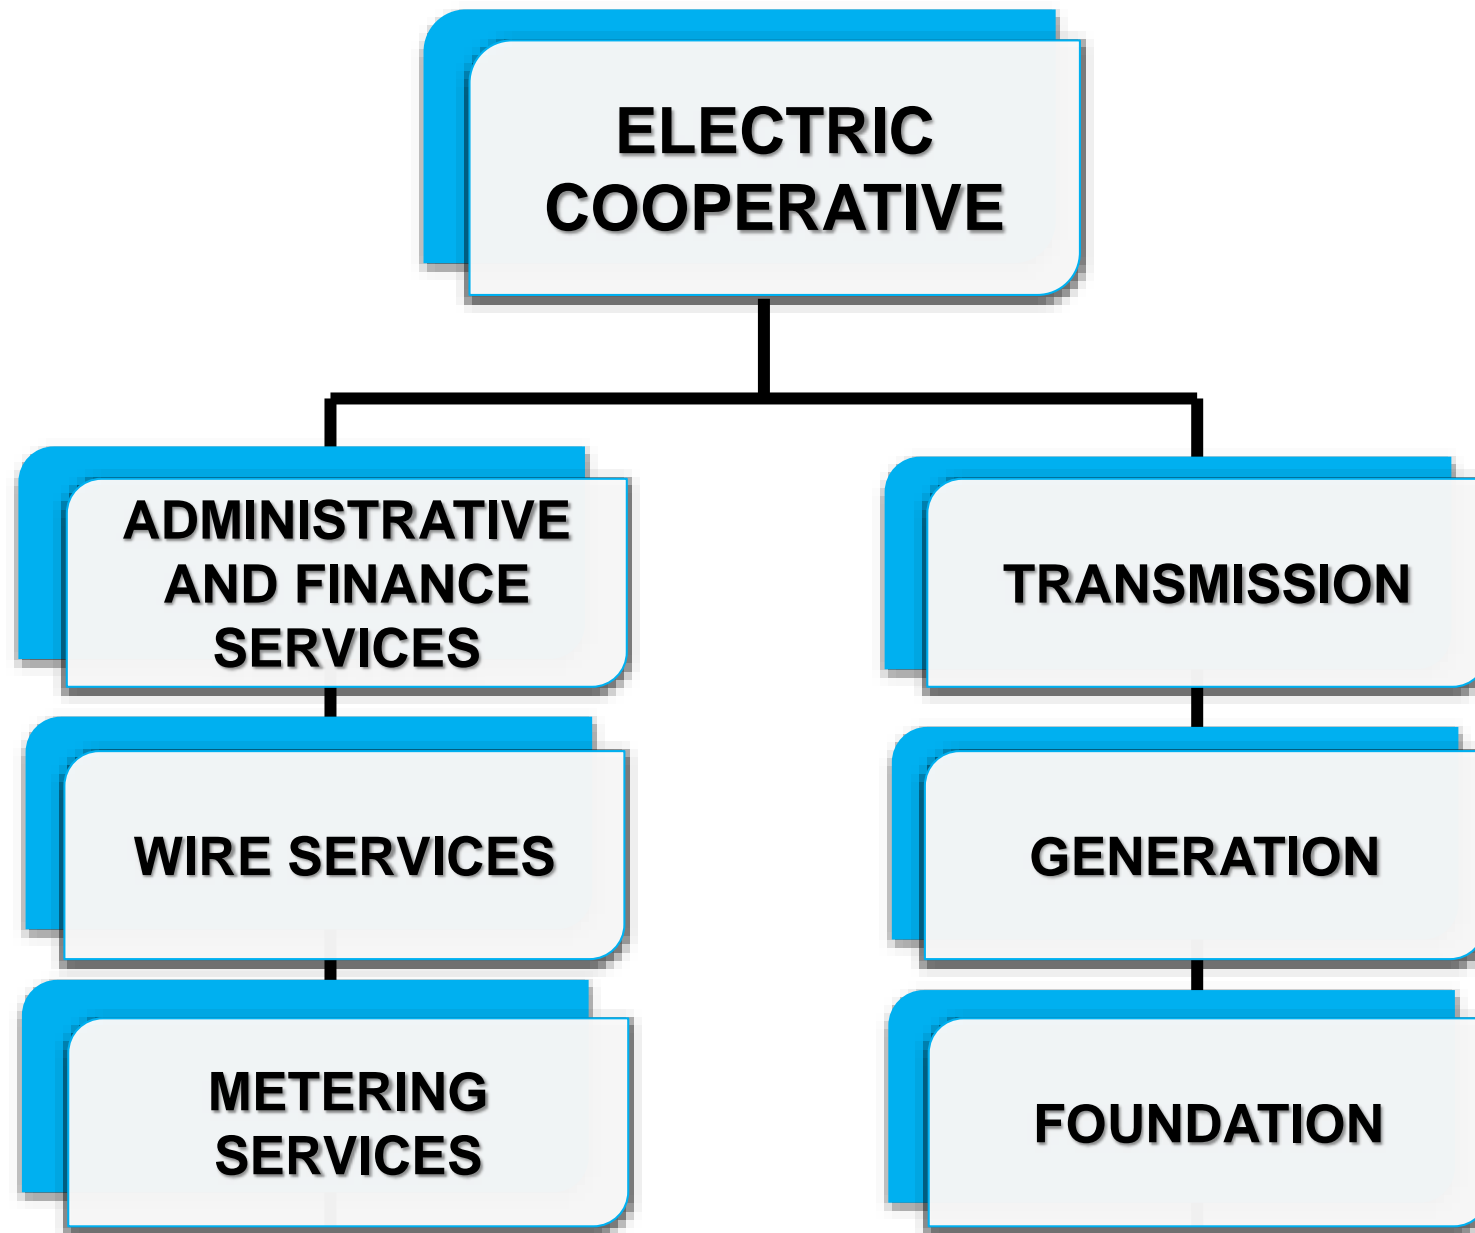 ELECTRIC
COOPERATIVE
ADMINISTRATIVE
AND FINANCE
SERVICES
TRANSMISSION
WIRE SERVICES
GENERATION
METERING
SERVICES
FOUNDATION